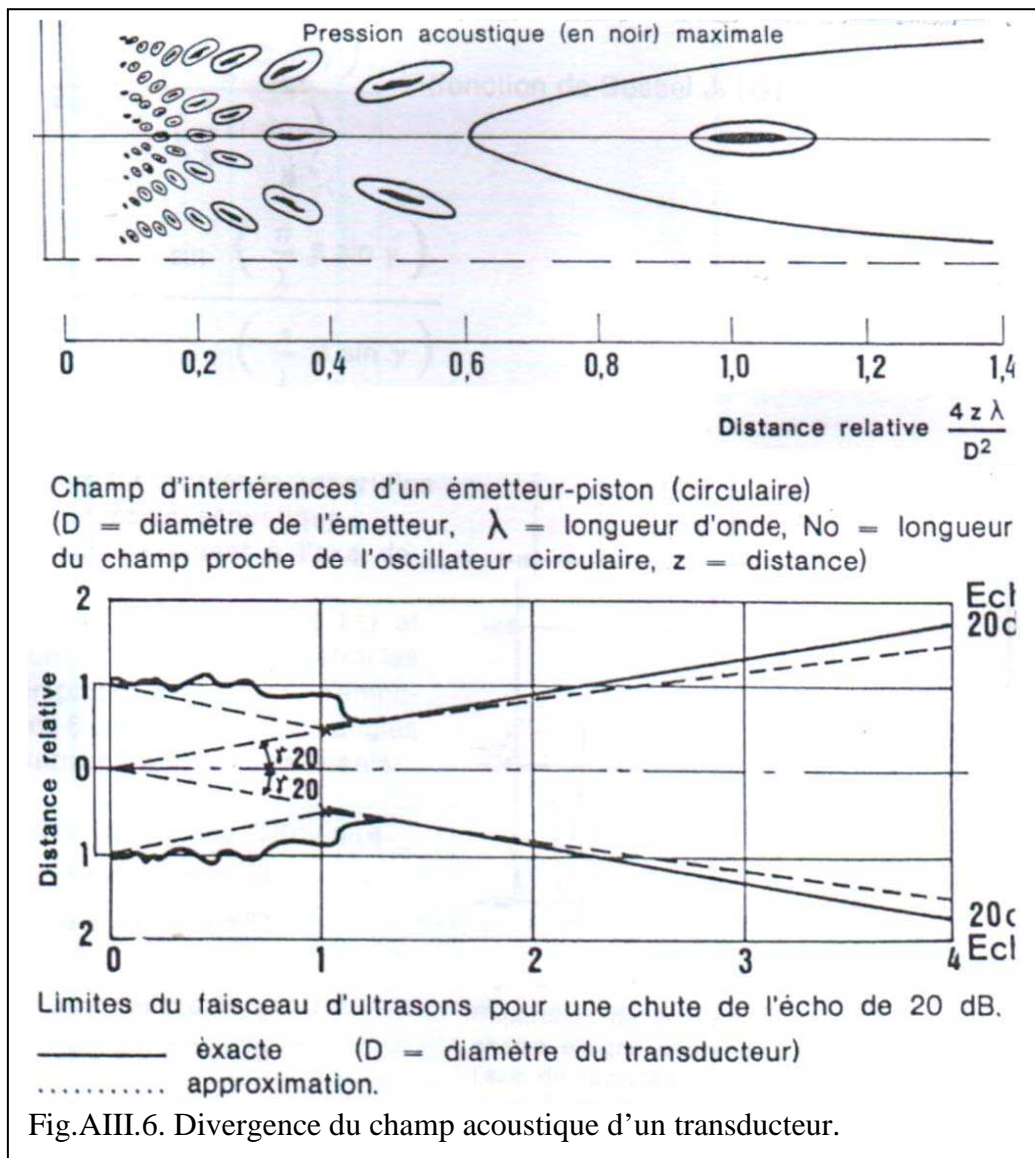 Pression acoustique (en noir) maximale
0 0,2 0,4 0,6 0,8 1,0 1,2 1,4
Distance relative 4 z λ / D²
Champ d'interférences d'un émetteur-piston (circulaire)
(D = diamètre de l'émetteur, λ = longueur d'onde, No = longueur
du champ proche de l'oscillateur circulaire, z = distance)
2
Ecl
20d
1
Distance relative
0
γ 20
γ 20
1
20d
2
Ecl
0 1 2 3 4
Limites du faisceau d'ultrasons pour une chute de l'écho de 20 dB.
èxacte (D = diamètre du transducteur)
approximation.
Fig.AIII.6. Divergence du champ acoustique d'un transducteur.